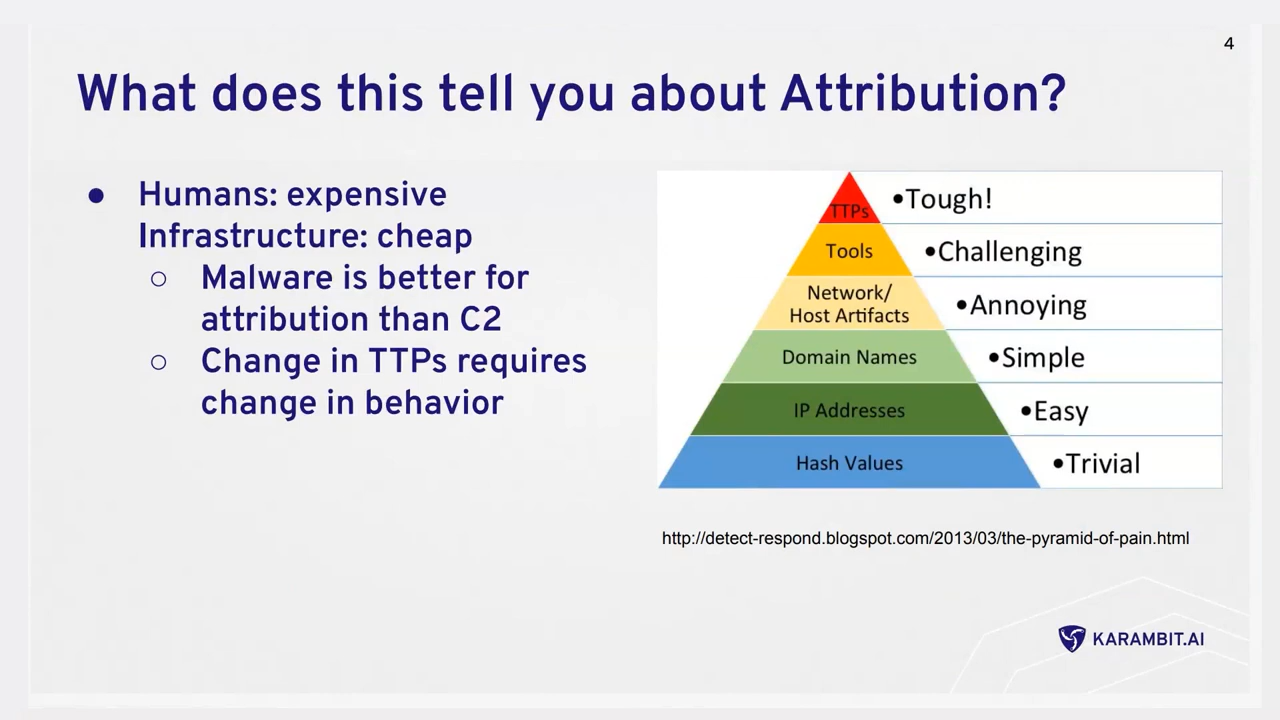 4
What does this tell you about Attribution?
● Humans: expensive
Infrastructure: cheap
○ Malware is better for
attribution than C2
○ Change in TTPs requires
change in behavior
TTPs
•Tough!
Tools
•Challenging
Network/
Host Artifacts
•Annoying
Domain Names
•Simple
IP Addresses
•Easy
Hash Values
•Trivial
http://detect-respond.blogspot.com/2013/03/the-pyramid-of-pain.html
KARAMBIT.AI